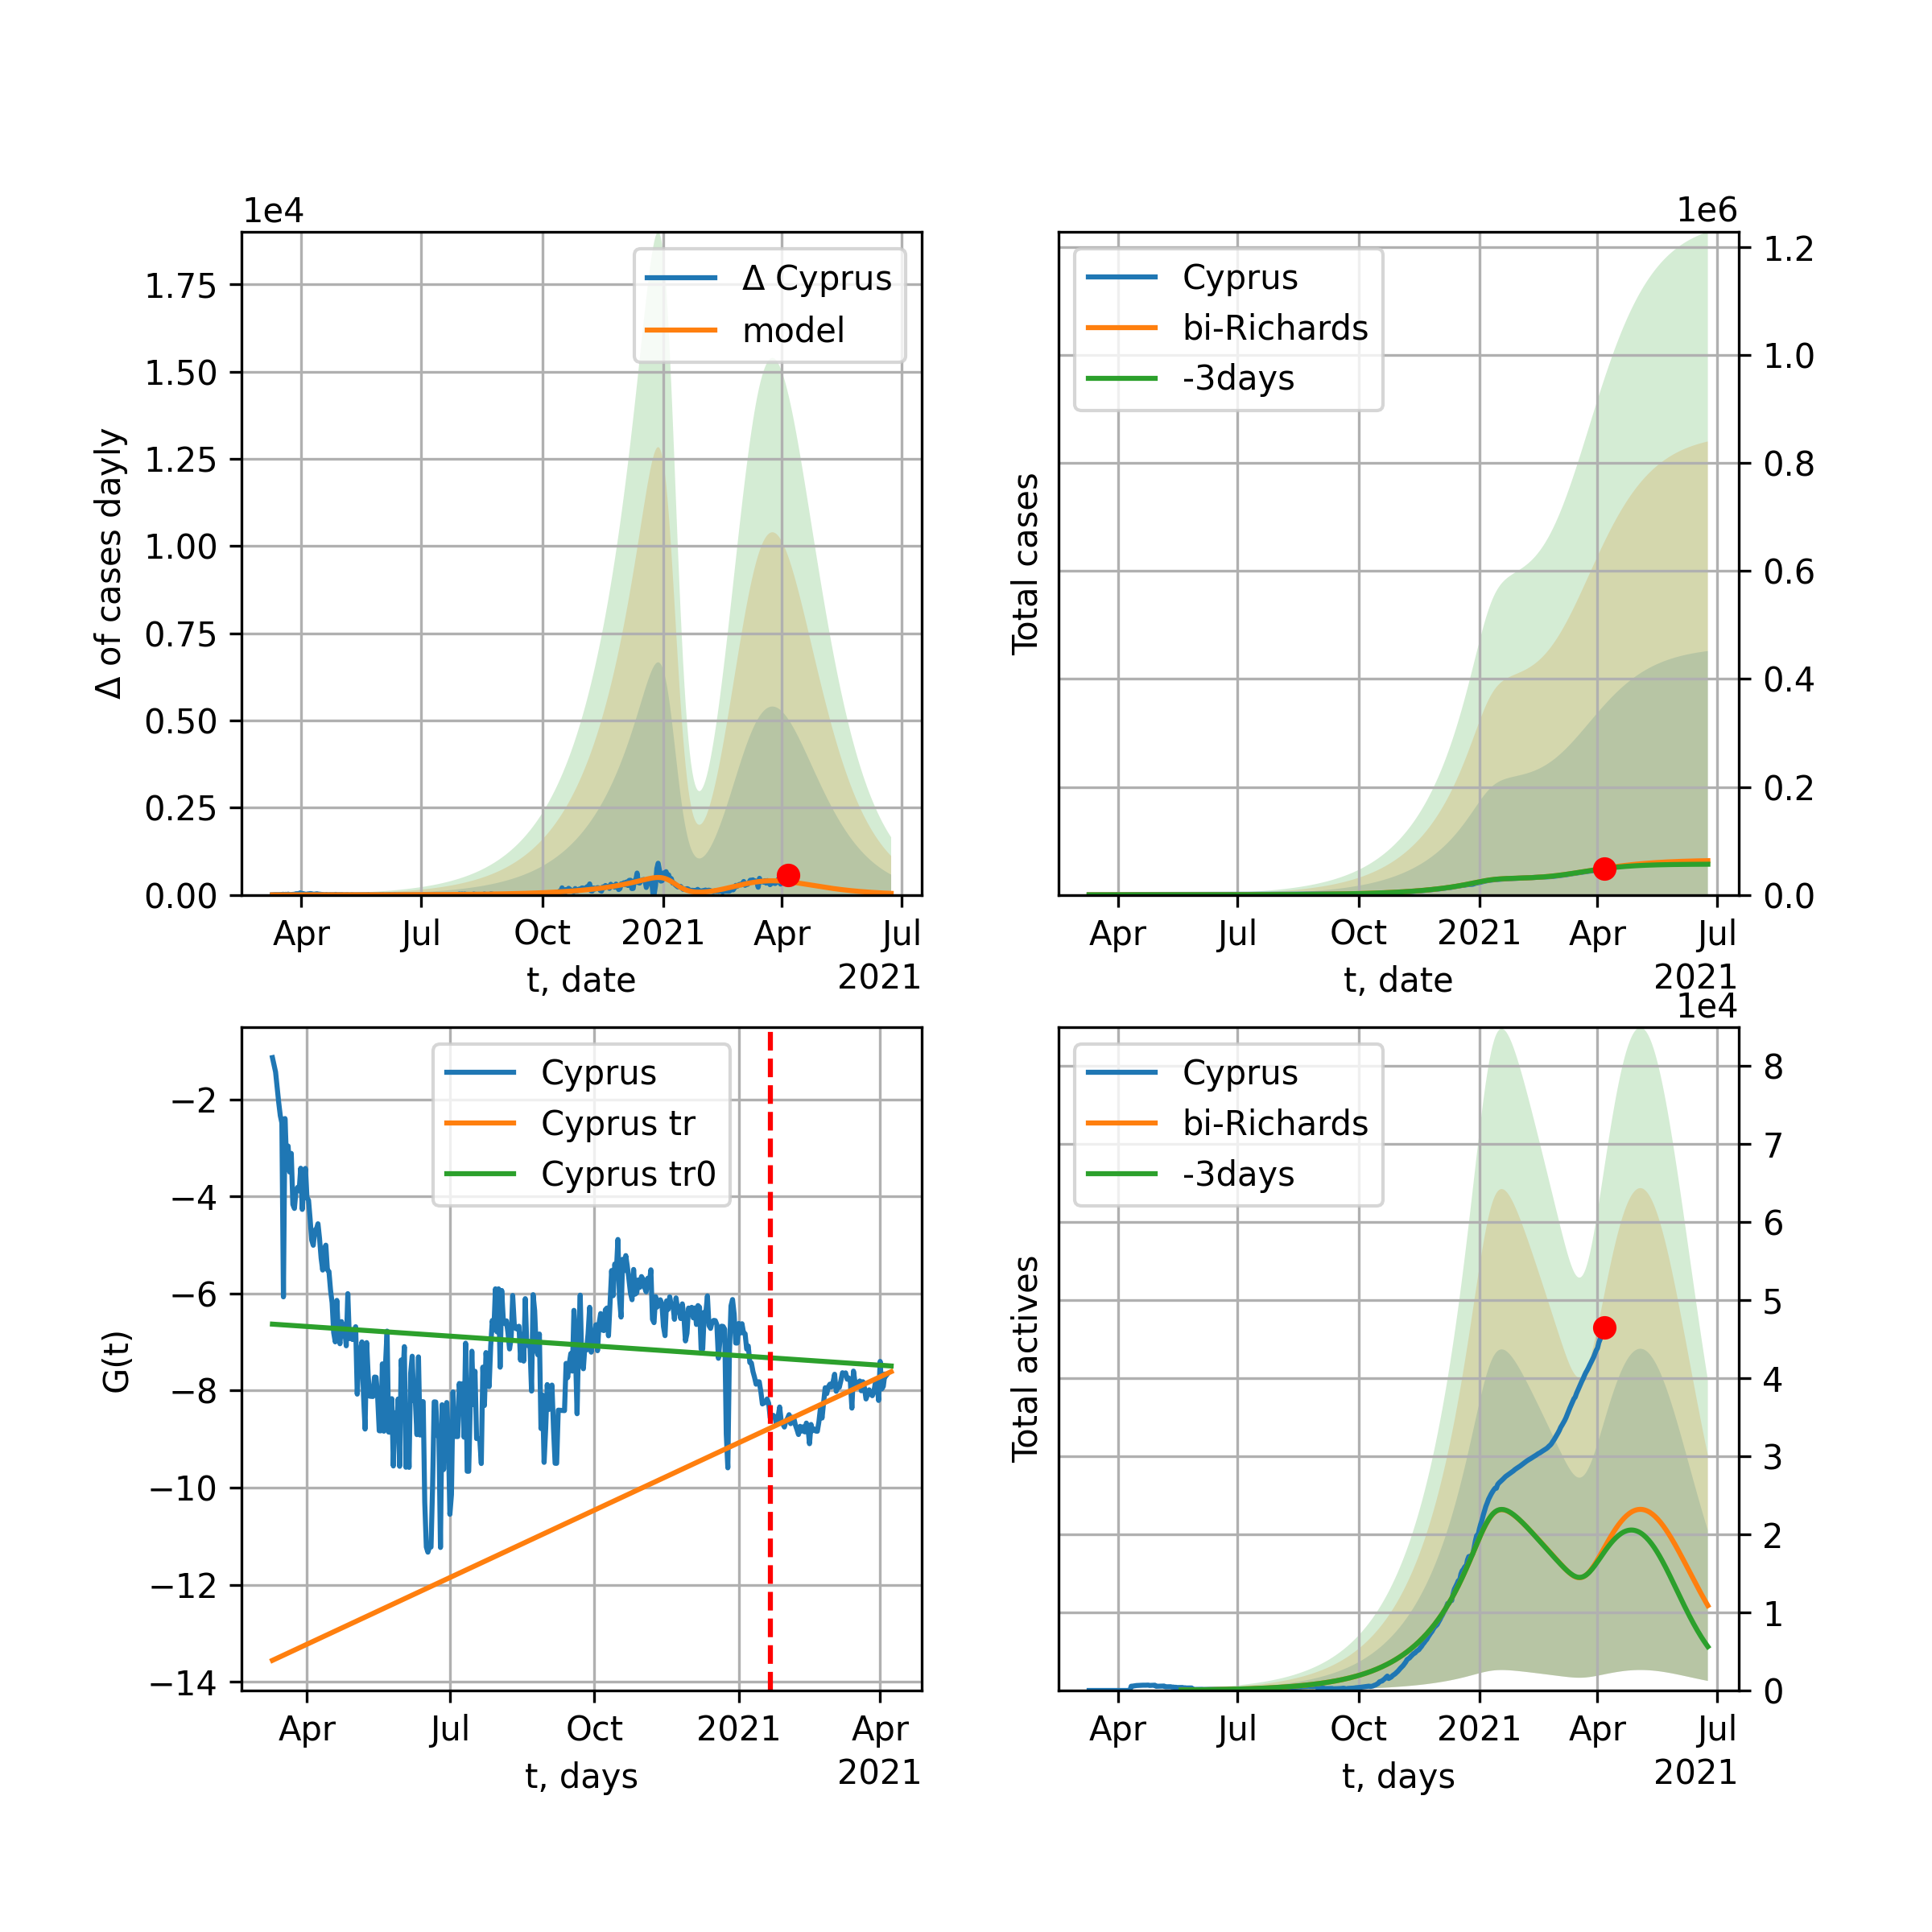 1e4
Δ of cases dayly
1.75
1.50
1.25
1.00
0.75
0.50
0.25
0.00
Δ Cyprus
model
Apr
Jul
Oct
2021
Apr
Jul
t, date
2021
1e6
Total cases
Cyprus
bi-Richards
-3days
1.2
1.0
0.8
0.6
0.4
0.2
0.0
Apr
Jul
Oct
2021
Apr
Jul
t, date
2021
G(t)
−2
−4
−6
−8
−10
−12
−14
Cyprus
Cyprus tr
Cyprus tr0
Apr
Jul
Oct
2021
Apr
t, days
2021
1e4
Total actives
Cyprus
bi-Richards
-3days
8
7
6
5
4
3
2
1
0
Apr
Jul
Oct
2021
Apr
Jul
t, days
2021